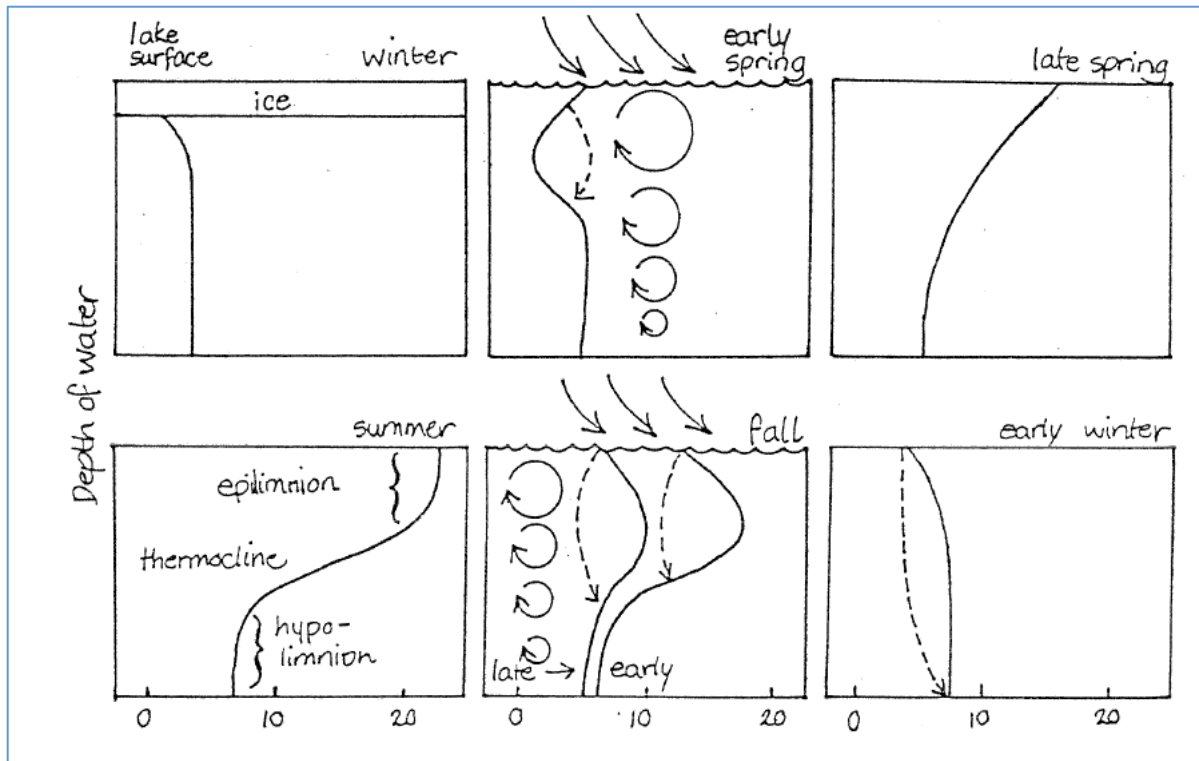 lake
surface
winter
ice
early
spring
late spring
Depth of water
summer
epilimnion
thermocline
hypo-
limnion
0 10 20
fall
late →
early
0 10 20
early winter
0 10 20